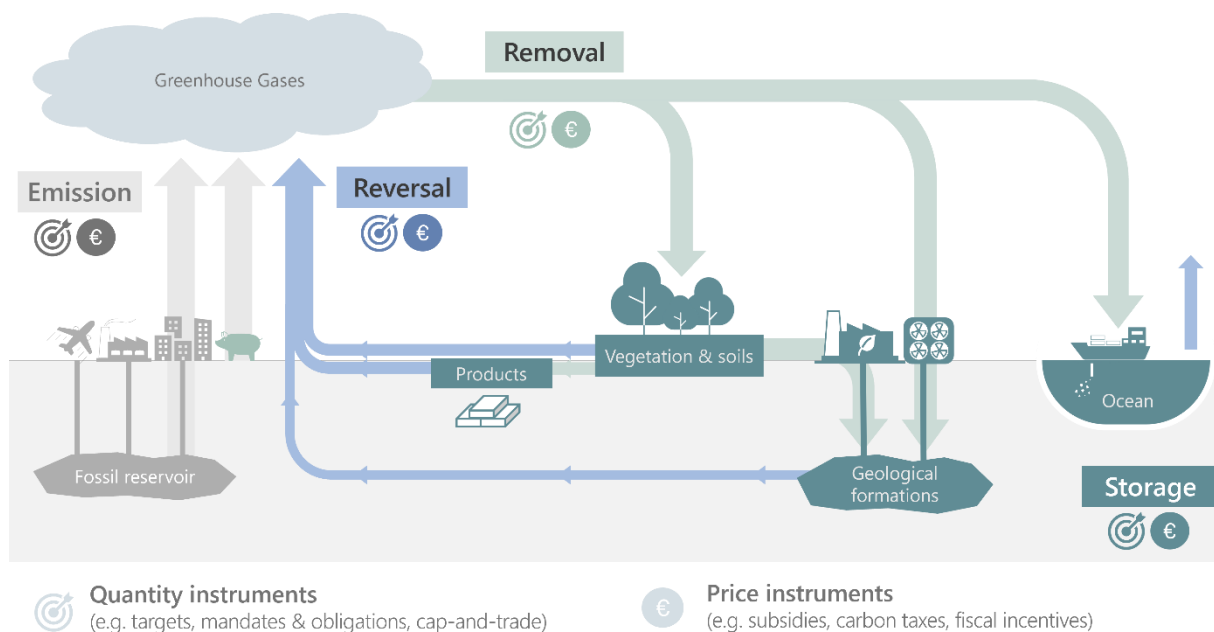 Greenhouse Gases
Removal
€
Emission
€
Reversal
€
Vegetation & soils
Products
Ocean
Fossil reservoir
Geological
formations
Storage
€
Quantity instruments
(e.g. targets, mandates & obligations, cap-and-trade)
€
Price instruments
(e.g. subsidies, carbon taxes, fiscal incentives)